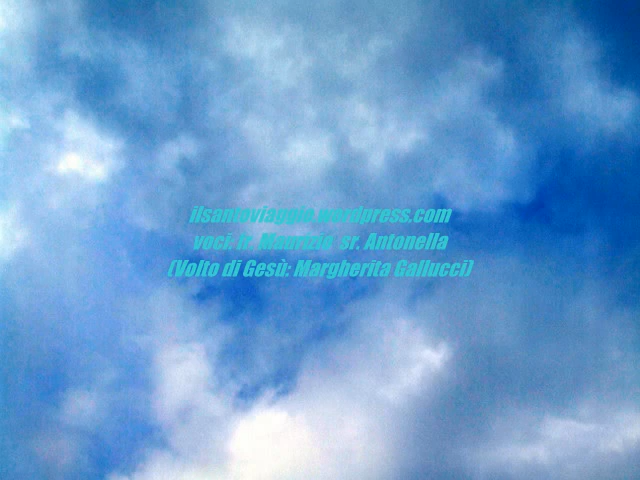 ilsantoviaggio.wordpress.com
voci: fr. Maurizio sr. Antonella
(Volto di Gesù: Margherita Gallucci)